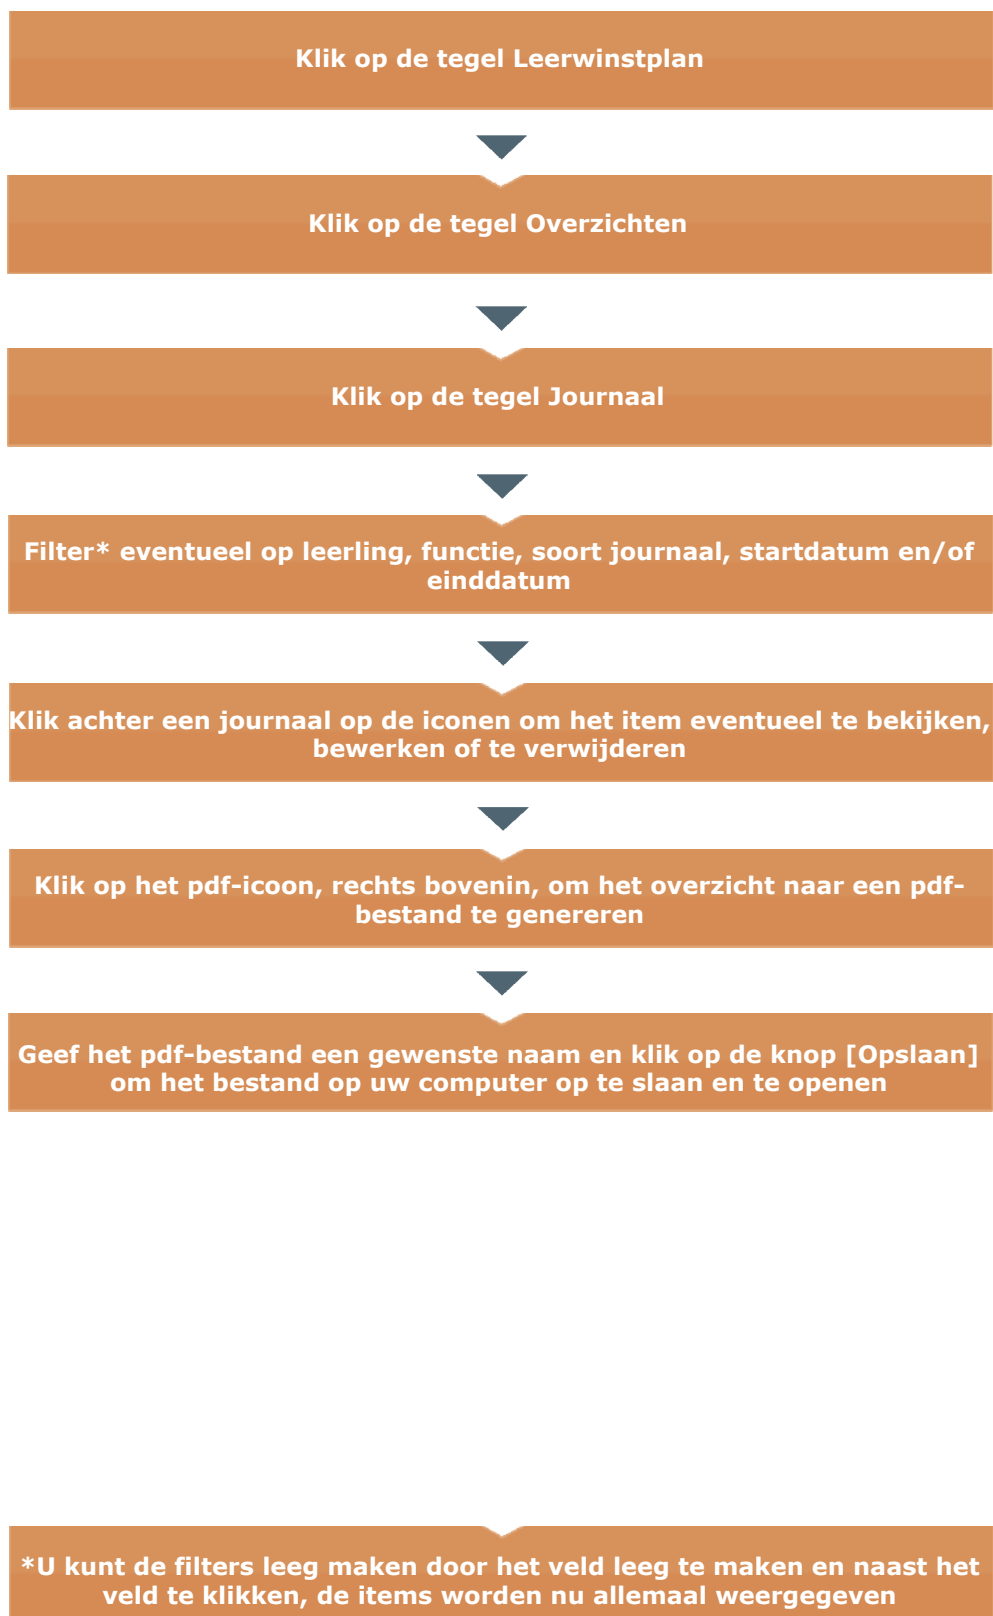 Klik op de tegel Leerwinstplan
Klik op de tegel Overzichten
Klik op de tegel Journaal
Filter* eventueel op leerling, functie, soort journaal, startdatum en/of
einddatum
Klik achter een journaal op de iconen om het item eventueel te bekijken,
bewerken of te verwijderen
Klik op het pdf-icoon, rechts bovenin, om het overzicht naar een pdf-
bestand te genereren
Geef het pdf-bestand een gewenste naam en klik op de knop [Opslaan]
om het bestand op uw computer op te slaan en te openen
*U kunt de filters leeg maken door het veld leeg te maken en naast het
veld te klikken, de items worden nu allemaal weergegeven